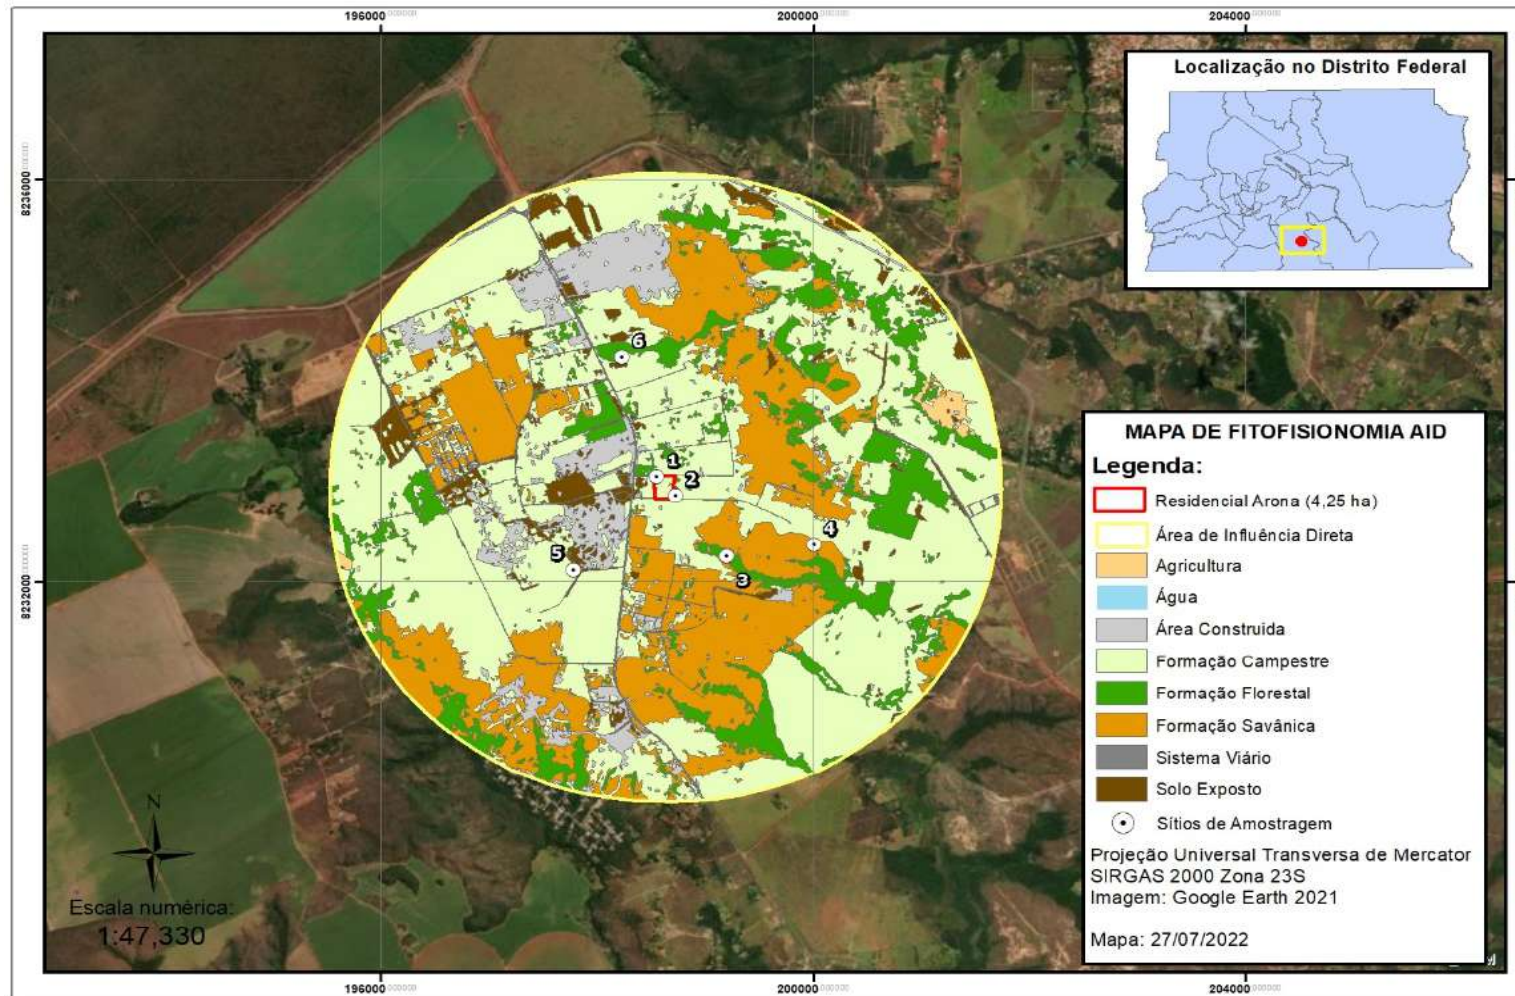 196000
200000
204000
8236000
8232000
Localização no Distrito Federal
6
1
2
4
5
3
MAPA DE FITOFISIONOMIA AID
Legenda:
Residencial Arona (4,25 ha)
Área de Influência Direta
Agricultura
Água
Área Construida
Formação Campestre
Formação Florestal
Formação Savânica
Sistema Viário
Solo Exposto
Sítios de Amostragem
Projeção Universal Transversa de Mercator
SIRGAS 2000 Zona 23S
Imagem: Google Earth 2021
Mapa: 27/07/2022
N
Escala numérica:
1:47,330
196000
200000
204000